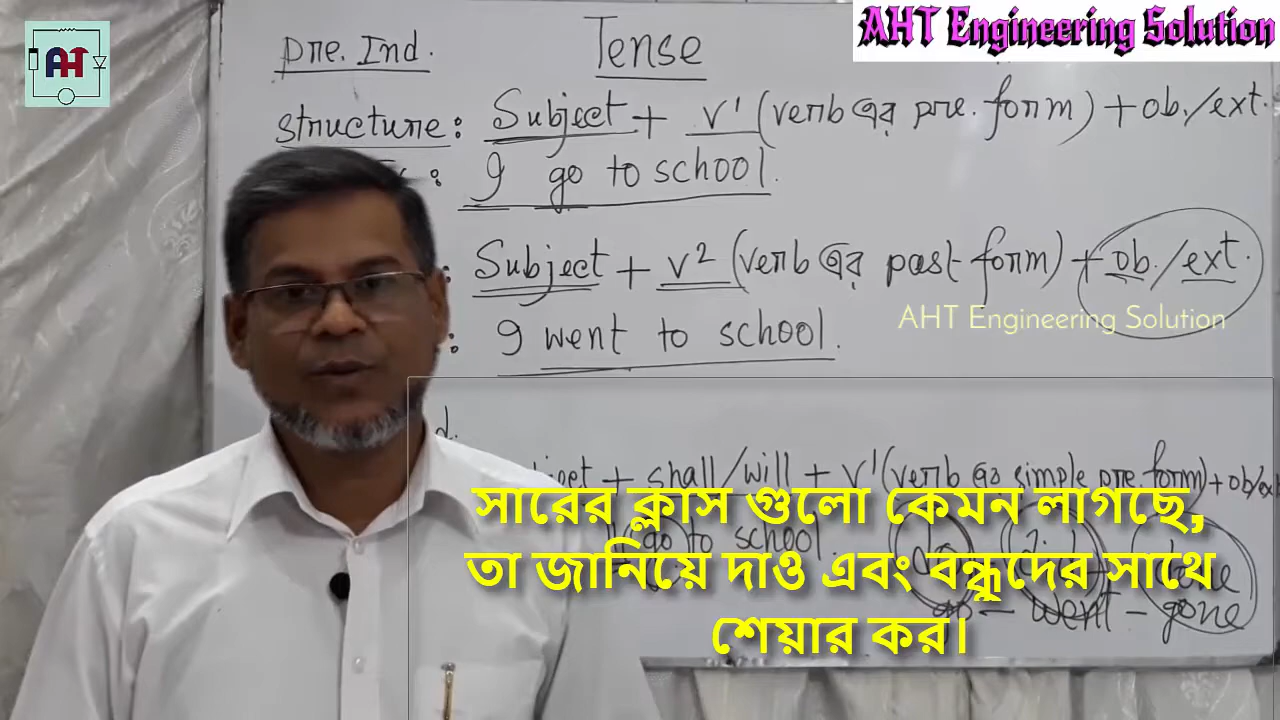 AHT
AHT Engineering Solution
Tense
pre. Ind.
structure: Subject + v¹ (verb এর pre. form) + ob./ext.
: I go to school.
: Subject + v² (verb এর past form) + ob./ext.
AHT Engineering Solution
: I went to school.
d.
+ shall/will + v¹ (verb এর simple pre. form) + ob/ex
go to school.
go – went – gone
সারের ক্লাস গুলো কেমন লাগছে,
তা জানিয়ে দাও এবং বন্ধুদের সাথে
শেয়ার কর।